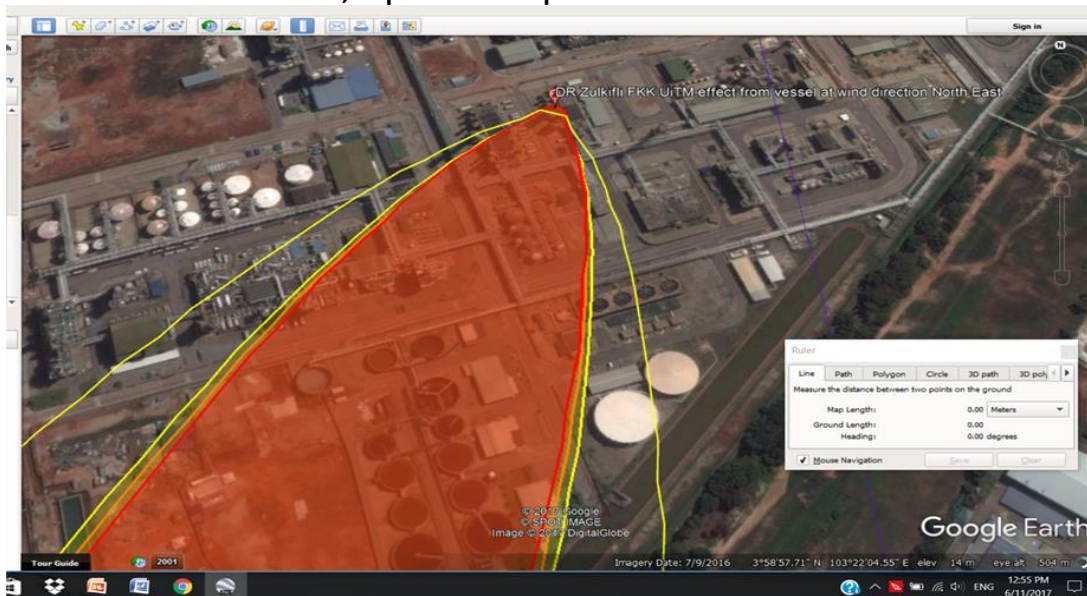 Sign in
N
DR Zulkifli FKK UiTM effect from vessel at wind direction North East
Ruler
Line Path Polygon Circle 3D path 3D poly
Measure the distance between two points on the ground
Map Length: 0.00 Meters
Ground Length: 0.00
Heading: 0.00 degrees
Mouse Navigation Save Clear
© 2017 Google
© SPOT IMAGE
Image © 2017 DigitalGlobe
Google Earth
Tour Guide 2001 Imagery Date: 7/9/2016 3°58'57.71" N 103°22'04.55" E elev 14 m eye alt 504 m
ENG 12:55 PM
6/11/2017